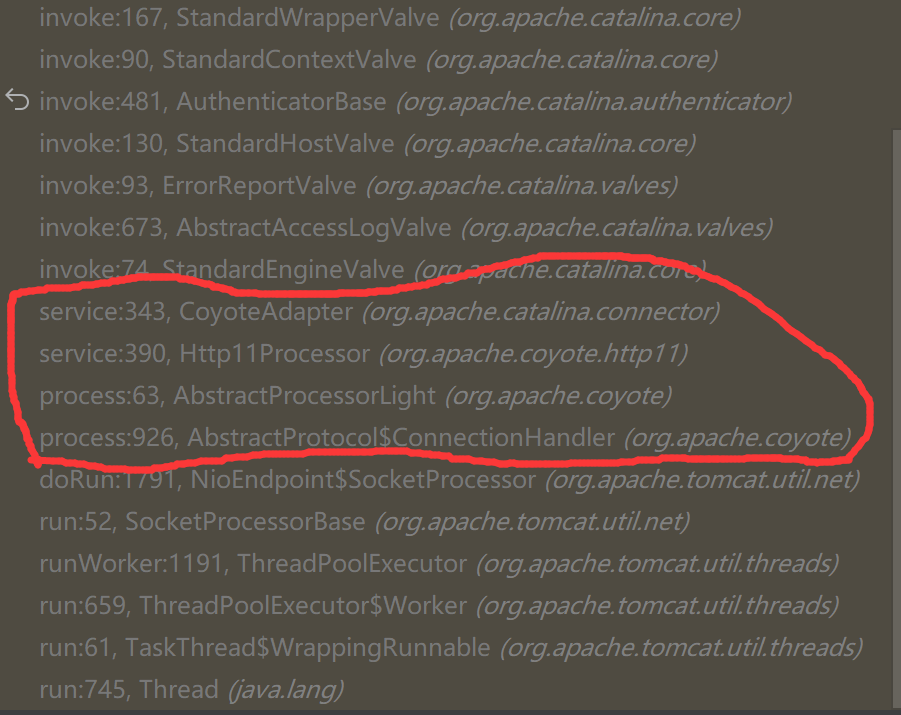 invoke:167, StandardWrapperValve (org.apache.catalina.core)
invoke:90, StandardContextValve (org.apache.catalina.core)
invoke:481, AuthenticatorBase (org.apache.catalina.authenticator)
invoke:130, StandardHostValve (org.apache.catalina.core)
invoke:93, ErrorReportValve (org.apache.catalina.valves)
invoke:673, AbstractAccessLogValve (org.apache.catalina.valves)
invoke:74, StandardEngineValve (org.apache.catalina.core)
service:343, CoyoteAdapter (org.apache.catalina.connector)
service:390, Http11Processor (org.apache.coyote.http11)
process:63, AbstractProcessorLight (org.apache.coyote)
process:926, AbstractProtocol$ConnectionHandler (org.apache.coyote)
doRun:1791, NioEndpoint$SocketProcessor (org.apache.tomcat.util.net)
run:52, SocketProcessorBase (org.apache.tomcat.util.net)
runWorker:1191, ThreadPoolExecutor (org.apache.tomcat.util.threads)
run:659, ThreadPoolExecutor$Worker (org.apache.tomcat.util.threads)
run:61, TaskThread$WrappingRunnable (org.apache.tomcat.util.threads)
run:745, Thread (java.lang)